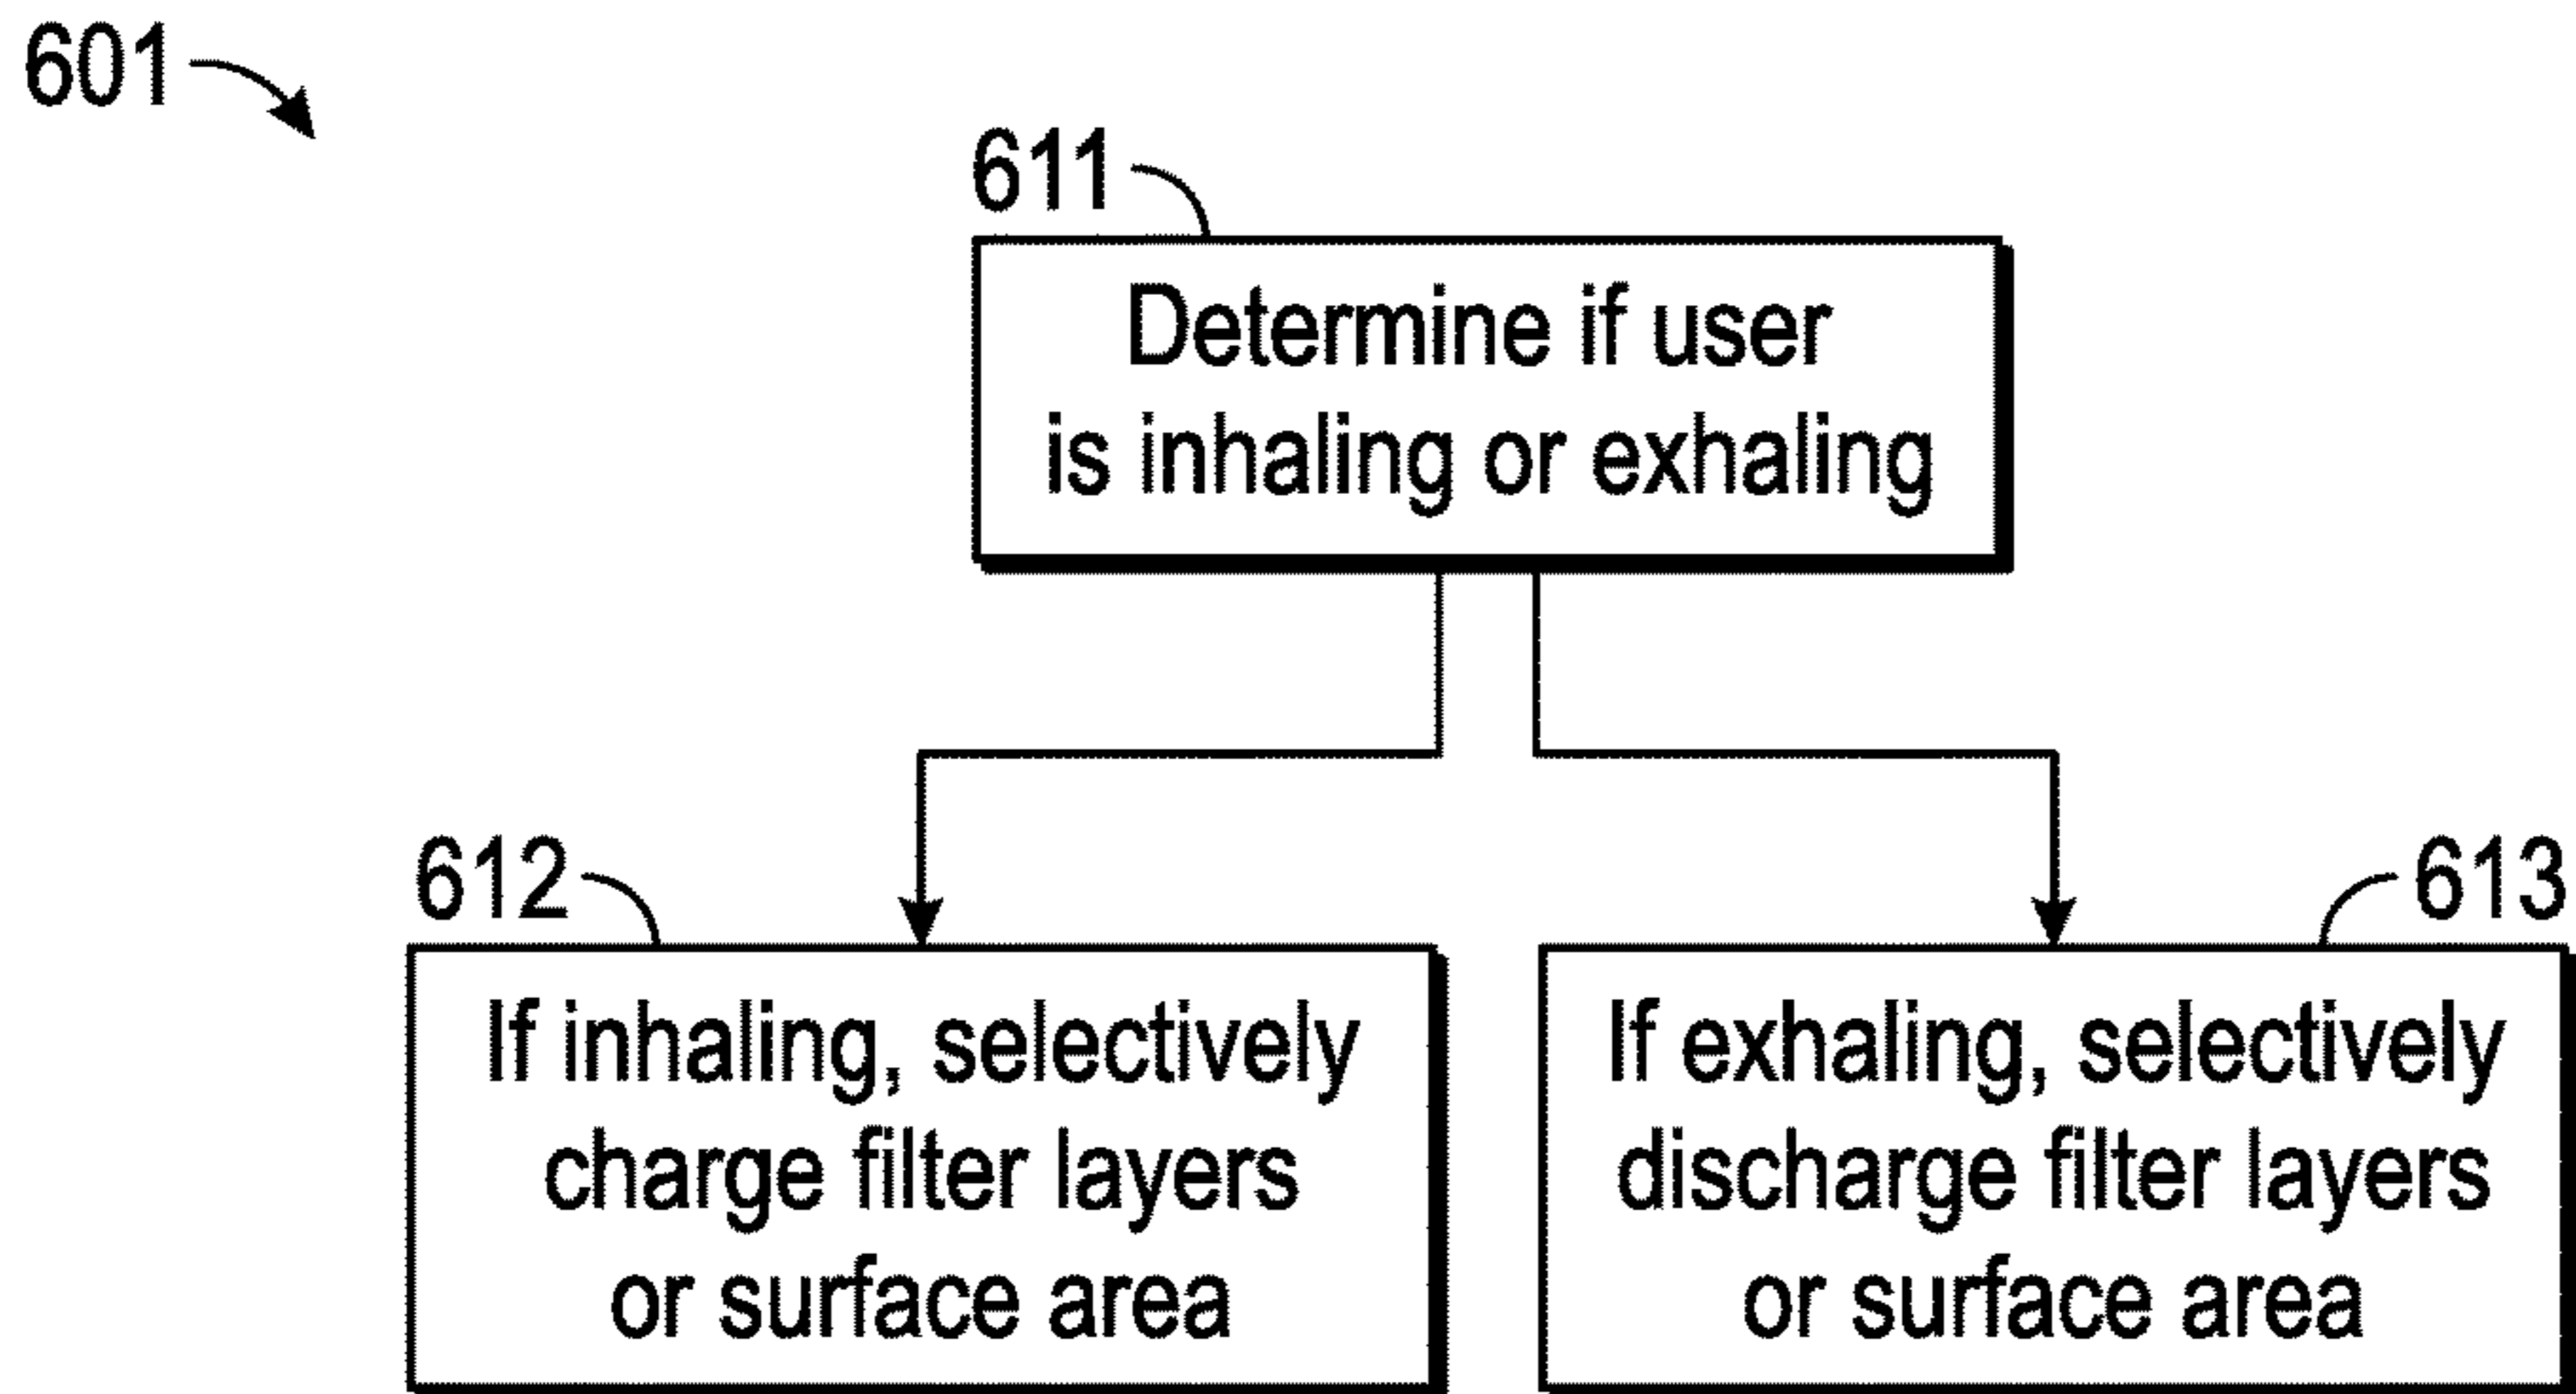 601
611
Determine if user
is inhaling or exhaling
612
If inhaling, selectively
charge filter layers
or surface area
613
If exhaling, selectively
discharge filter layers
or surface area